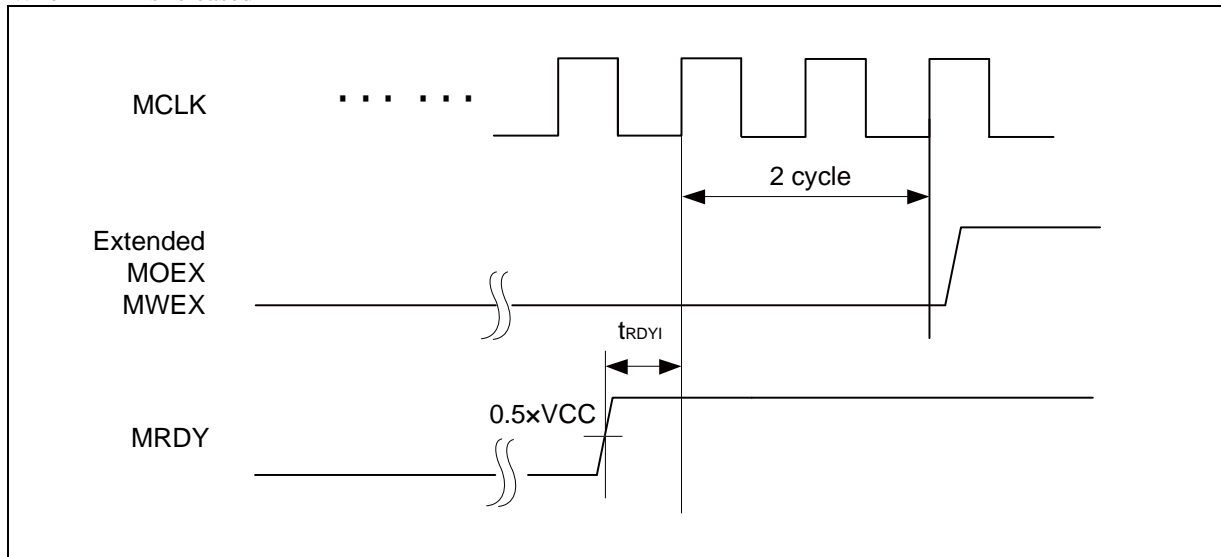 MCLK
... ...
2 cycle
Extended
MOEX
MWEX
tRDYI
0.5×VCC
MRDY